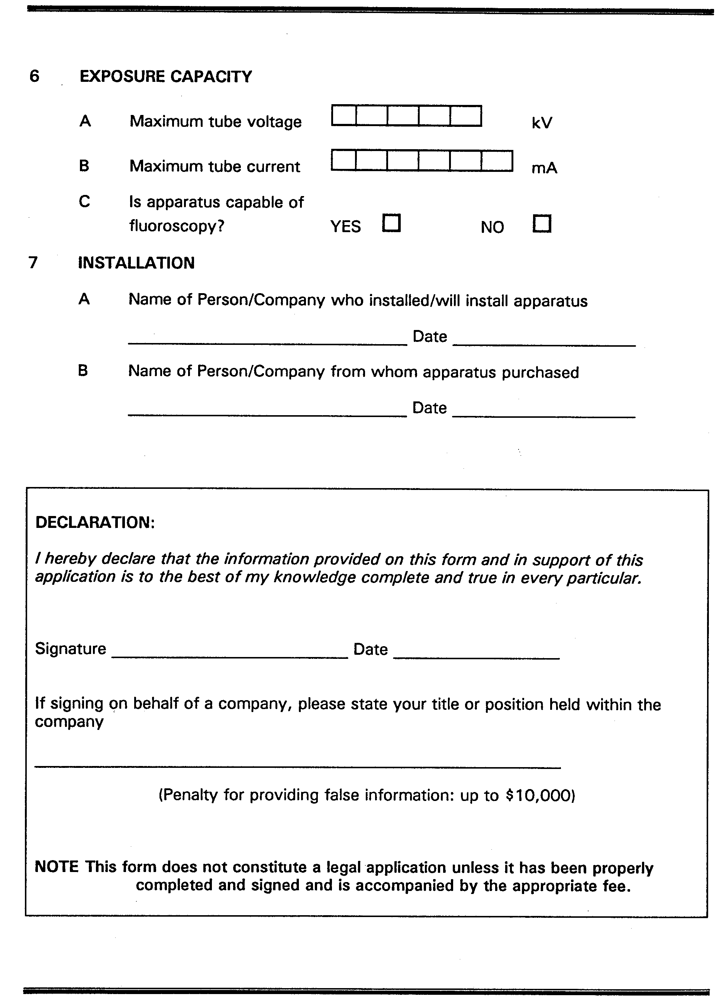 6 EXPOSURE CAPACITY
A Maximum tube voltage kV
B Maximum tube current mA
C Is apparatus capable of
fluoroscopy? YES NO
7 INSTALLATION
A Name of Person/Company who installed/will install apparatus
Date
B Name of Person/Company from whom apparatus purchased
Date
DECLARATION:
I hereby declare that the information provided on this form and in support of this
application is to the best of my knowledge complete and true in every particular.
Signature Date
If signing on behalf of a company, please state your title or position held within the
company
(Penalty for providing false information: up to $10,000)
NOTE This form does not constitute a legal application unless it has been properly
completed and signed and is accompanied by the appropriate fee.